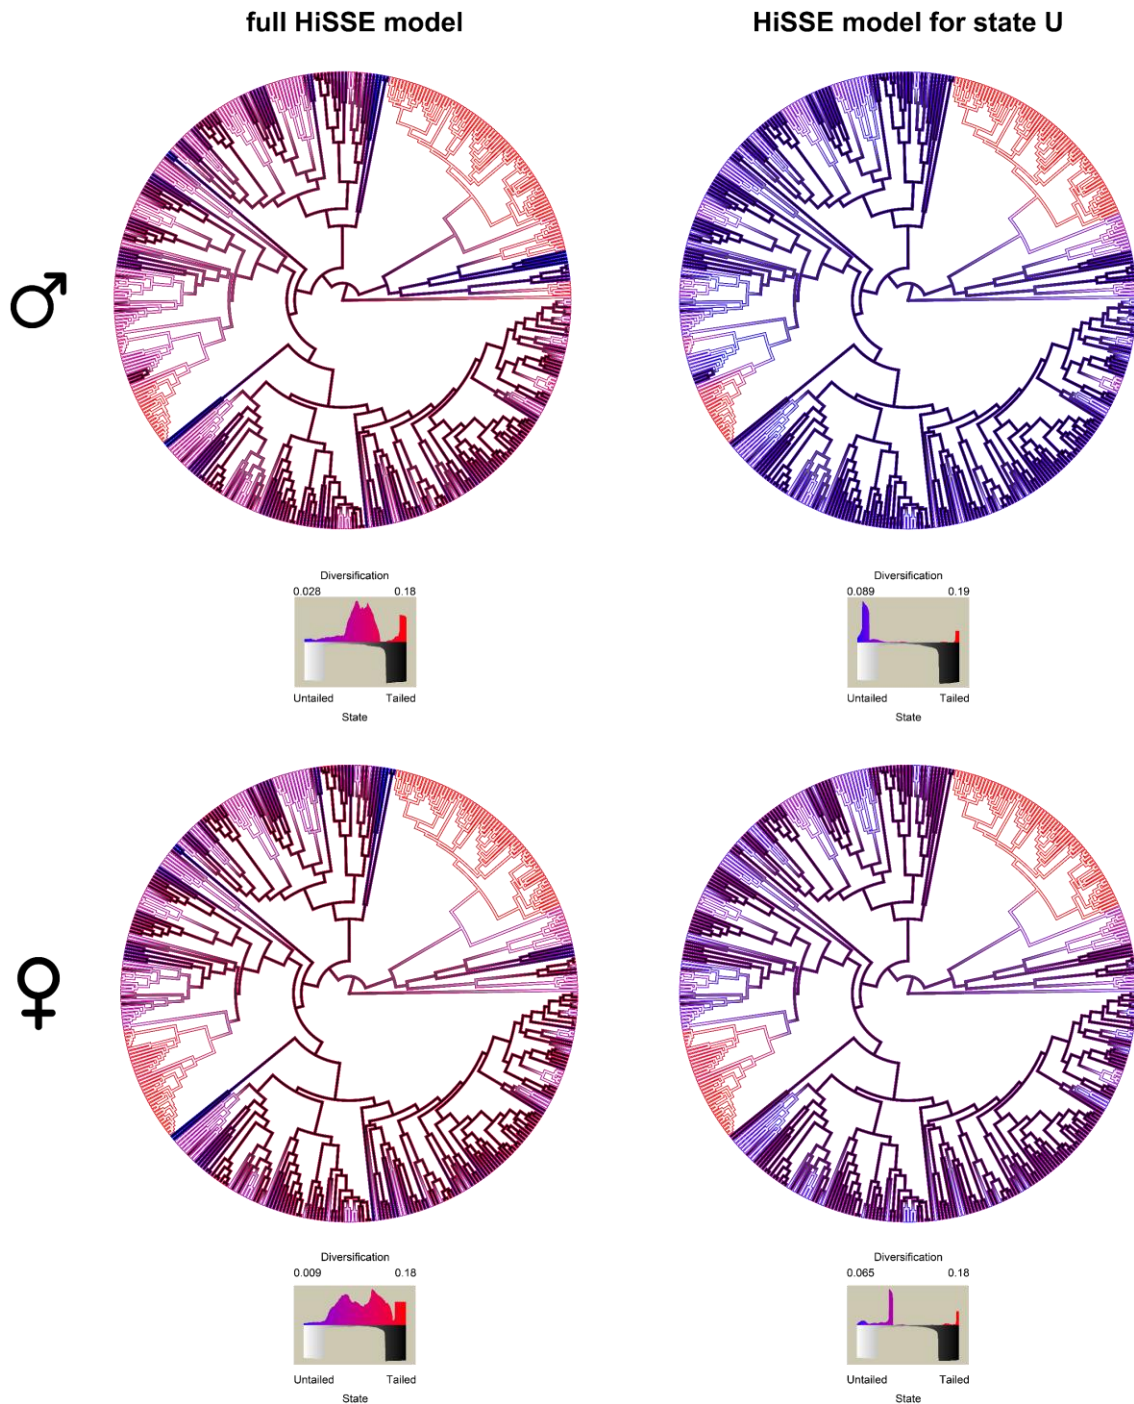 full HiSSE model
HiSSE model for state U
Diversification
0.028 0.18
Untailed Tailed
State
Diversification
0.089 0.19
Untailed Tailed
State
Diversification
0.009 0.18
Untailed Tailed
State
Diversification
0.065 0.18
Untailed Tailed
State